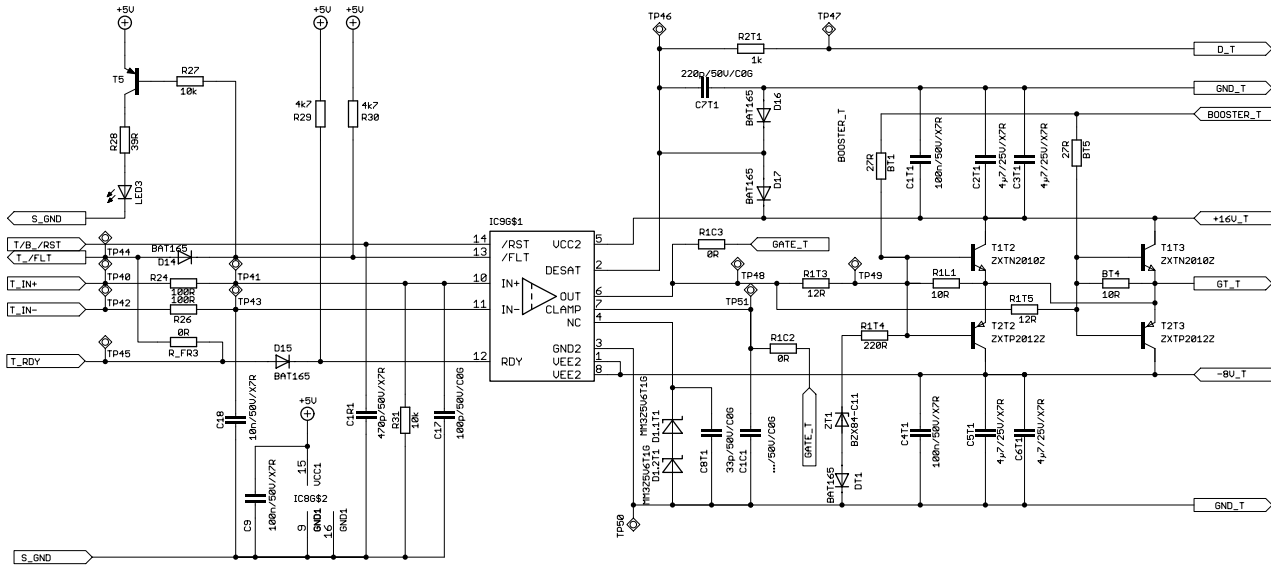 +5V
+5V
+5V
TP46
TP47
R2T1
1k
D_T
T5
R27
10k
220p/50V/C0G
C7T1
BAT165
D16
GND_T
BOOSTER_T
4k7
R29
4k7
R30
R28
39R
LED3
BOOSTER_T
27R
BT1
C1T1
100n/50V/X7R
C2T1
4µ7/25V/X7R
C3T1
4µ7/25V/X7R
27R
BT5
BAT165
D17
S_GND
+16V_T
IC9G$1
T/B_/RST
T_/FLT
TP44
BAT165
D14
14
13
/RST
/FLT
VCC2
5
R1C3
0R
GATE_T
T1T2
ZXTN2010Z
T1T3
ZXTN2010Z
DESAT
2
T_IN+
TP40
R24
100R
TP41
10
IN+
OUT
6
TP48
R1T3
12R
TP49
R1L1
10R
BT4
10R
GT_T
T_IN-
TP42
100R
R26
TP43
11
IN-
CLAMP
7
TP51
R1T5
12R
NC
4
R1T4
220R
T2T2
ZXTP2012Z
T2T3
ZXTP2012Z
0R
R_FR3
GND2
3
R1C2
0R
T_RDY
TP45
D15
BAT165
12
RDY
VEE2
1
VEE2
8
-8V_T
C18
10n/50V/X7R
+5V
C1R1
470p/50V/X7R
R31
10k
C17
100p/50V/C0G
MM3Z5V6T1G
D1.1T1
MM3Z5V6T1G
D1.2T1
C8T1
33p/50V/C0G
C1C1
.../50V/C0G
GATE_T
ZT1
BZX84-C11
BAT165
DT1
C4T1
100n/50V/X7R
C5T1
4µ7/25V/X7R
C6T1
4µ7/25V/X7R
15
VCC1
IC8G$2
C9
100n/50V/X7R
9
GND1
16
GND1
TP50
GND_T
S_GND